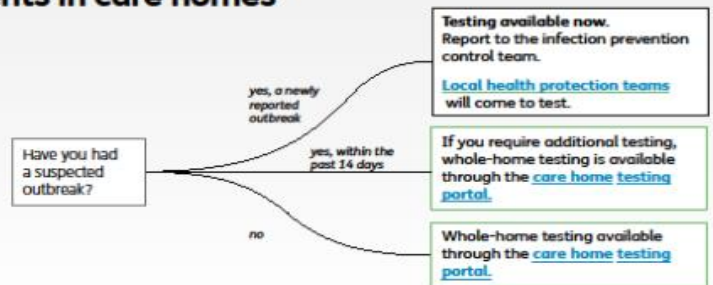 in care homes
Testing available now.
Report to the infection prevention
control team.
Local health protection teams
will come to test.
yes, a newly
reported
outbreak
Have you had
a suspected
outbreak?
yes, within the
past 14 days
If you require additional testing,
whole-home testing is available
through the care home testing
portal.
no
Whole-home testing available
through the care home testing
portal.